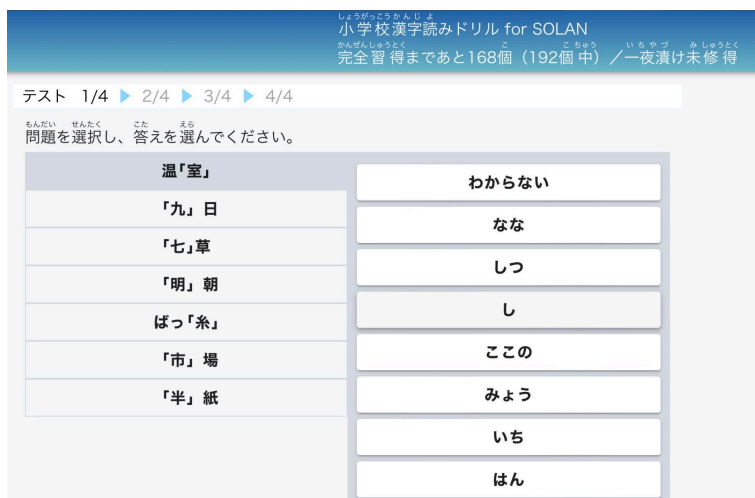 しょうがっこうかんじよ
小学校漢字読みドリル for SOLAN
かんぜんしゅうとく こ こちゅう いちやづ みしゅうとく
完全習得まであと168個（192個中）／一夜漬け未修得
テスト 1/4 ▶ 2/4 ▶ 3/4 ▶ 4/4
もんだい せんたく こた えら
問題を選択し、答えを選んでください。
温「室」
「九」日
「七」草
「明」朝
ばっ「糸」
「市」場
「半」紙
わからない
なな
しつ
し
ここの
みょう
いち
はん